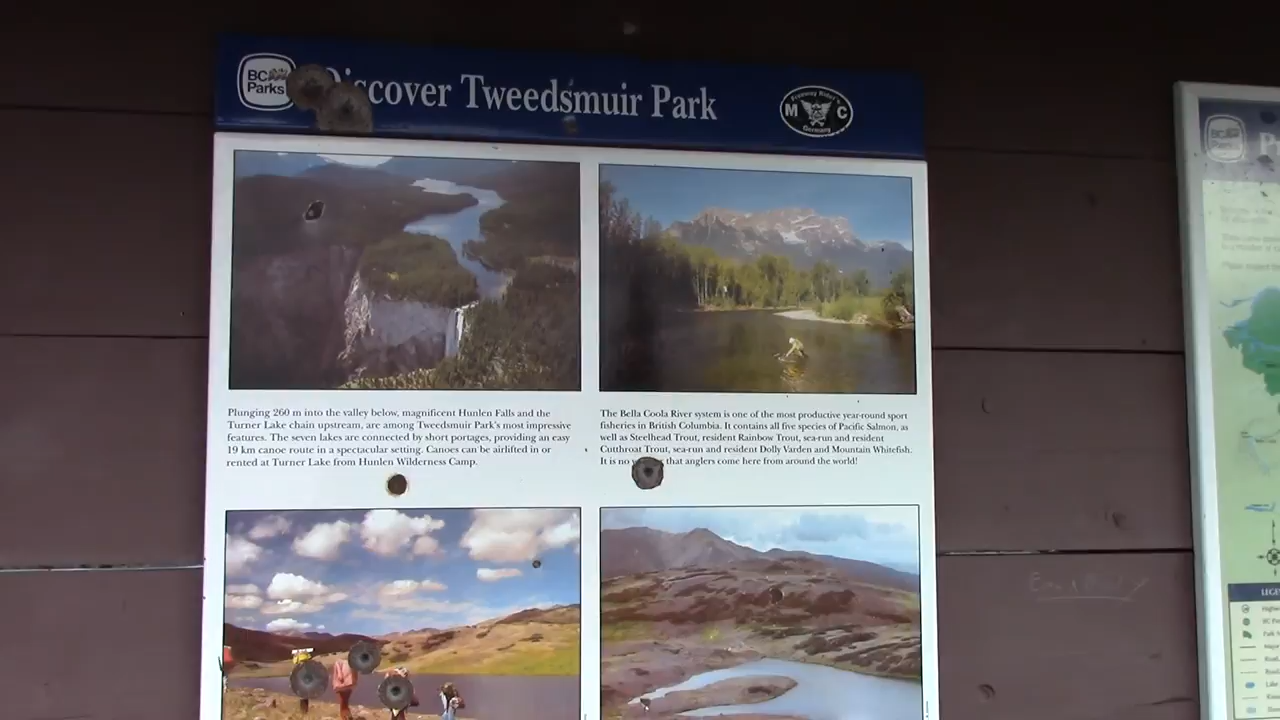 BC
Parks
Discover Tweedsmuir Park
Freeway Rider's
M C
Germany
Plunging 260 m into the valley below, magnificent Hunlen Falls and the
Turner Lake chain upstream, are among Tweedsmuir Park's most impressive
features. The seven lakes are connected by short portages, providing an easy
19 km canoe route in a spectacular setting. Canoes can be airlifted in or
rented at Turner Lake from Hunlen Wilderness Camp.
The Bella Coola River system is one of the most productive year-round sport
fisheries in British Columbia. It contains all five species of Pacific Salmon, as
well as Steelhead Trout, resident Rainbow Trout, sea-run and resident
Cutthroat Trout, sea-run and resident Dolly Varden and Mountain Whitefish.
It is no that anglers come here from around the world!
BC
Parks